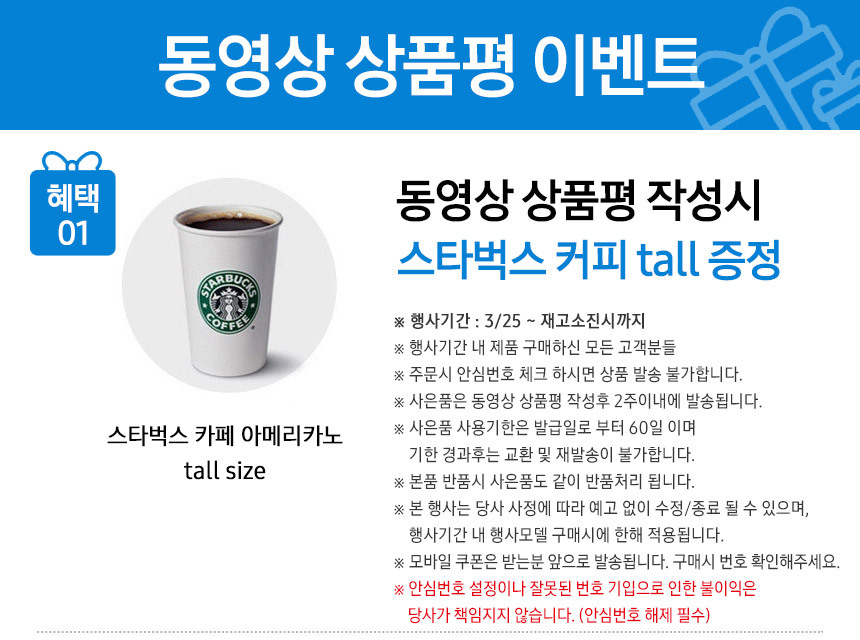 동영상 상품평 이벤트
혜택
01
STARBUCKS
COFFEE
스타벅스 카페 아메리카노
tall size
동영상 상품평 작성시
스타벅스 커피 tall 증정
※ 행사기간 : 3/25 ~ 재고소진시까지
※ 행사기간 내 제품 구매하신 모든 고객분들
※ 주문시 안심번호 체크 하시면 상품 발송 불가합니다.
※ 사은품은 동영상 상품평 작성후 2주이내에 발송됩니다.
※ 사은품 사용기한은 발급일로 부터 60일 이며
기한 경과후는 교환 및 재발송이 불가합니다.
※ 본품 반품시 사은품도 같이 반품처리 됩니다.
※ 본 행사는 당사 사정에 따라 예고 없이 수정/종료 될 수 있으며,
행사기간 내 행사모델 구매시에 한해 적용됩니다.
※ 모바일 쿠폰은 받는분 앞으로 발송됩니다. 구매시 번호 확인해주세요.
※ 안심번호 설정이나 잘못된 번호 기입으로 인한 불이익은
당사가 책임지지 않습니다. (안심번호 해제 필수)